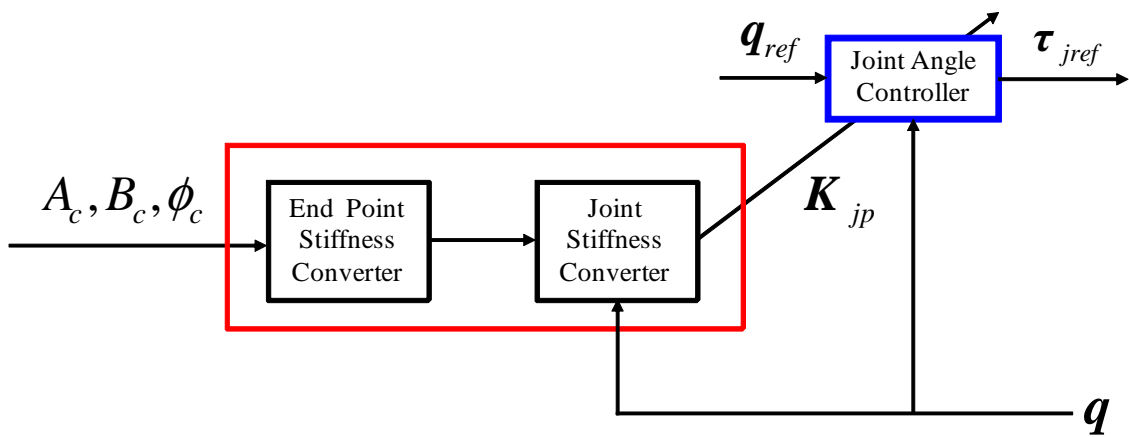 q_ref
Joint Angle
Controller
τ_jref
A_c, B_c, ϕ_c
End Point
Stiffness
Converter
Joint
Stiffness
Converter
K_jp
q